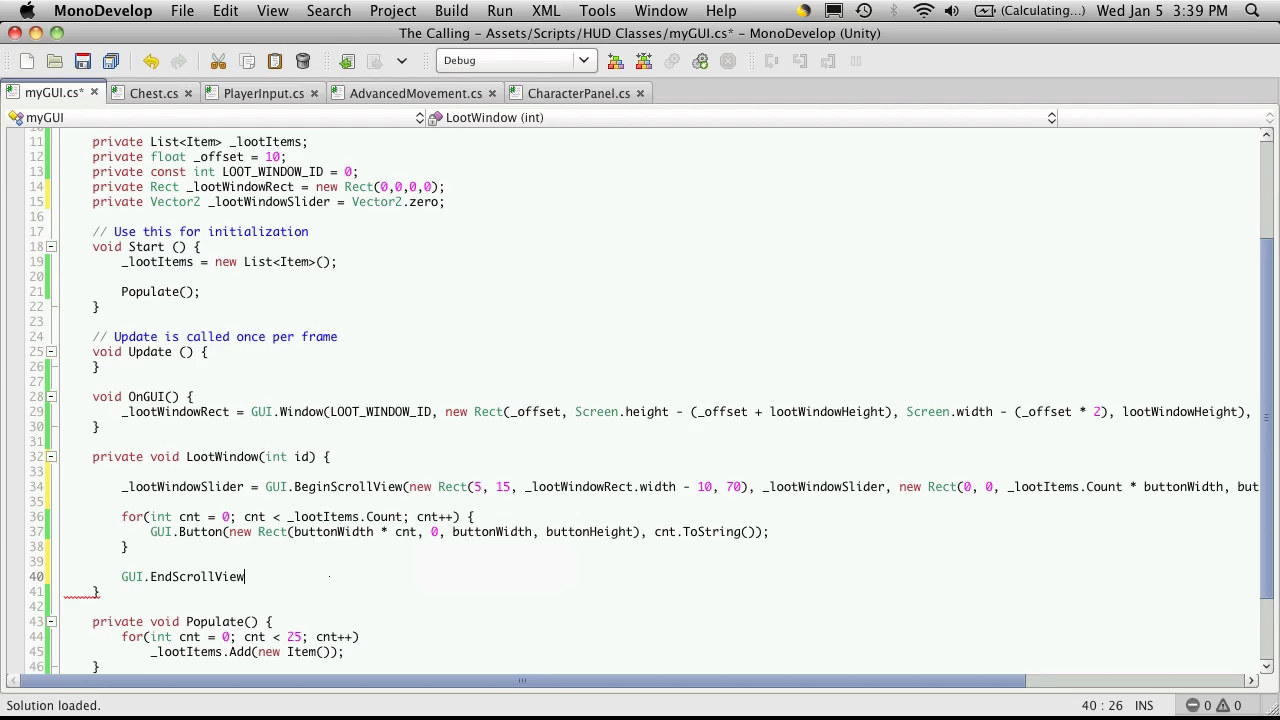 MonoDevelop File Edit View Search Project Build Run XML Tools Window Help (Calculating...) Wed Jan 5 3:39 PM
The Calling – Assets/Scripts/HUD Classes/myGUI.cs* – MonoDevelop (Unity)
Debug
myGUI.cs* Chest.cs PlayerInput.cs AdvancedMovement.cs CharacterPanel.cs
myGUI LootWindow (int)
11 private List<Item> _lootItems;
12 private float _offset = 10;
13 private const int LOOT_WINDOW_ID = 0;
14 private Rect _lootWindowRect = new Rect(0,0,0,0);
15 private Vector2 _lootWindowSlider = Vector2.zero;
16
17 // Use this for initialization
18 void Start () {
19 _lootItems = new List<Item>();
20
21 Populate();
22 }
23
24 // Update is called once per frame
25 void Update () {
26 }
27
28 void OnGUI() {
29 _lootWindowRect = GUI.Window(LOOT_WINDOW_ID, new Rect(_offset, Screen.height - (_offset + lootWindowHeight), Screen.width - (_offset * 2), lootWindowHeight),
30 }
31
32 private void LootWindow(int id) {
33
34 _lootWindowSlider = GUI.BeginScrollView(new Rect(5, 15, _lootWindowRect.width - 10, 70), _lootWindowSlider, new Rect(0, 0, _lootItems.Count * buttonWidth, but
35
36 for(int cnt = 0; cnt < _lootItems.Count; cnt++) {
37 GUI.Button(new Rect(buttonWidth * cnt, 0, buttonWidth, buttonHeight), cnt.ToString());
38 }
39
40 GUI.EndScrollView
41 }
42
43 private void Populate() {
44 for(int cnt = 0; cnt < 25; cnt++)
45 _lootItems.Add(new Item());
46 }
Solution loaded. 40 : 26 INS 0 0